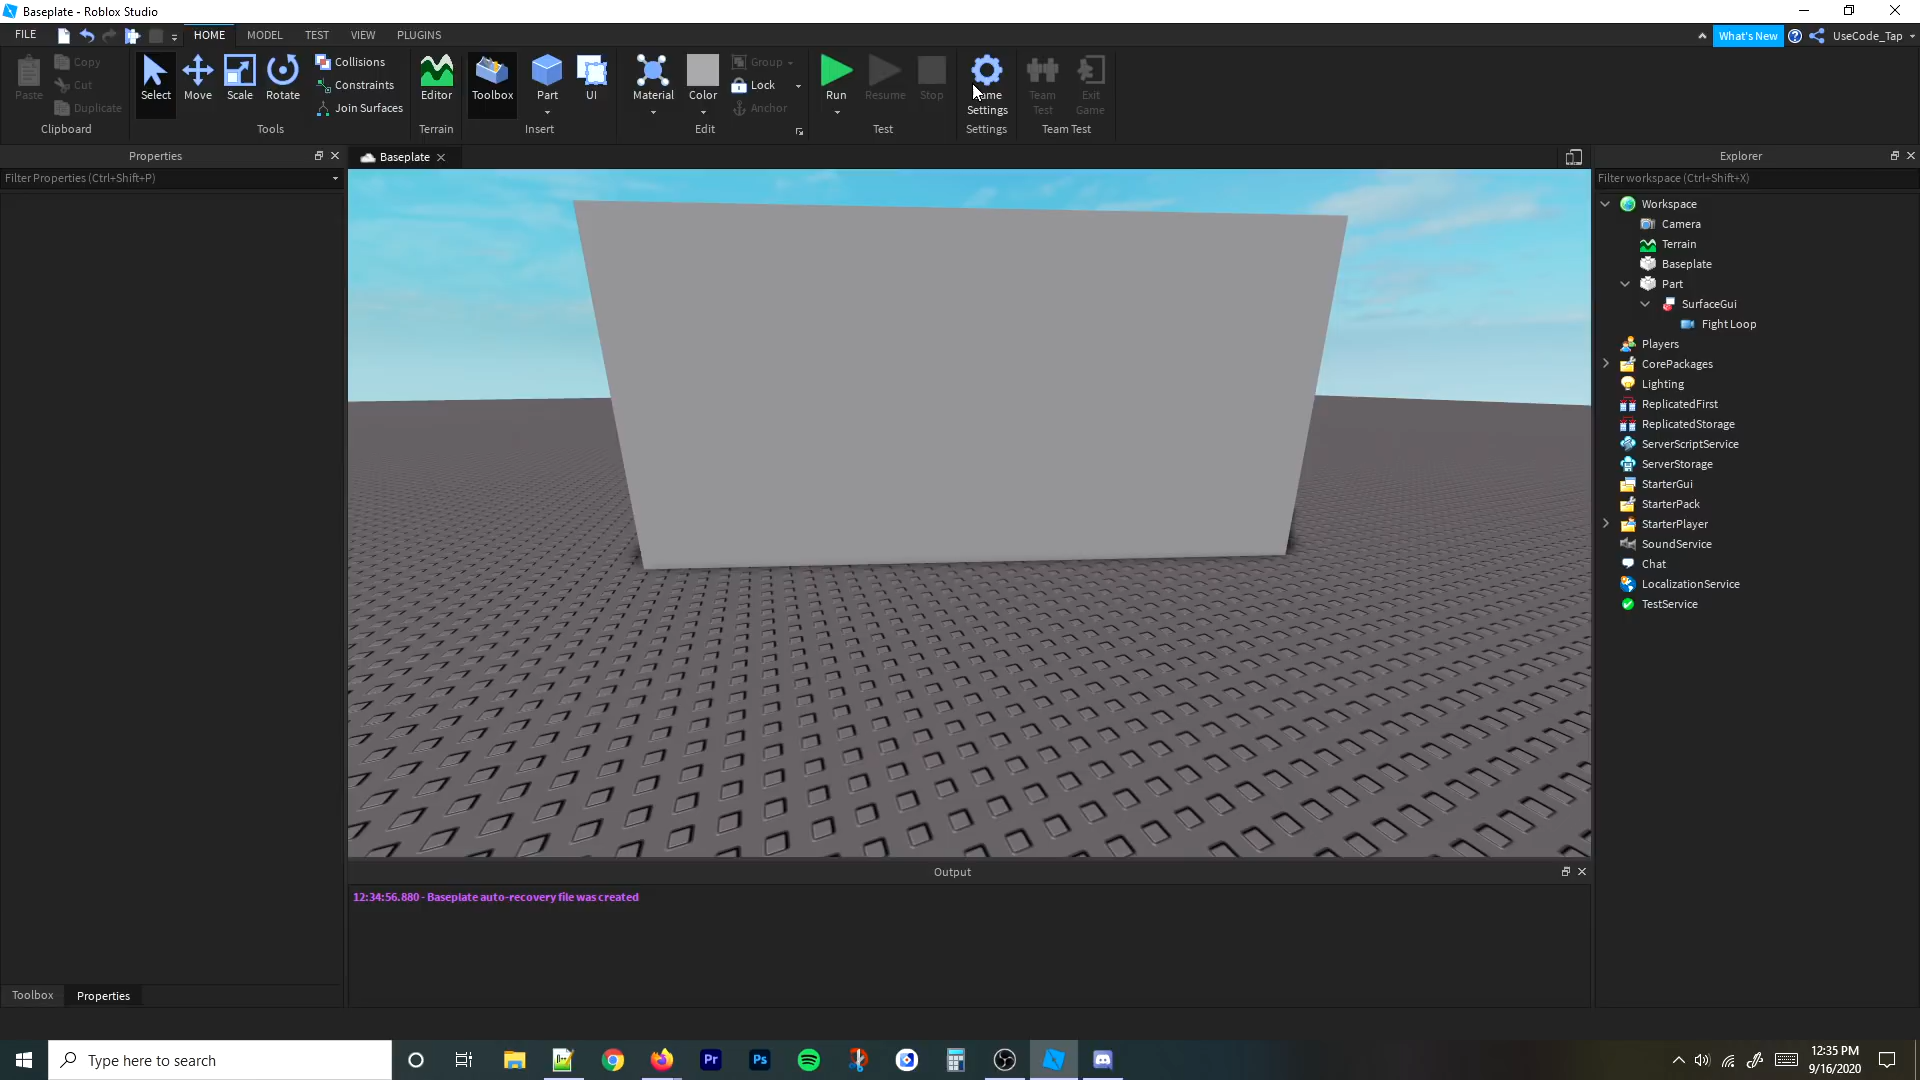 Baseplate - Roblox Studio
FILE HOME MODEL TEST VIEW PLUGINS What's New UseCode_Tap
Paste Copy Cut Duplicate
Clipboard
Select Move Scale Rotate
Collisions
Constraints
Join Surfaces
Tools
Editor
Terrain
Toolbox Part UI
Insert
Material Color
Group
Lock
Anchor
Edit
Run Resume Stop
Test
Settings
Settings
Team Test
Exit Game
Team Test
Properties
Filter Properties (Ctrl+Shift+P)
Baseplate
Explorer
Filter workspace (Ctrl+Shift+X)
Workspace
Camera
Terrain
Baseplate
Part
SurfaceGui
Fight Loop
Players
CorePackages
Lighting
ReplicatedFirst
ReplicatedStorage
ServerScriptService
ServerStorage
StarterGui
StarterPack
StarterPlayer
SoundService
Chat
LocalizationService
TestService
Output
12:34:56.880 - Baseplate auto-recovery file was created
Toolbox Properties
Type here to search
Pr
Ps
12:35 PM
9/16/2020